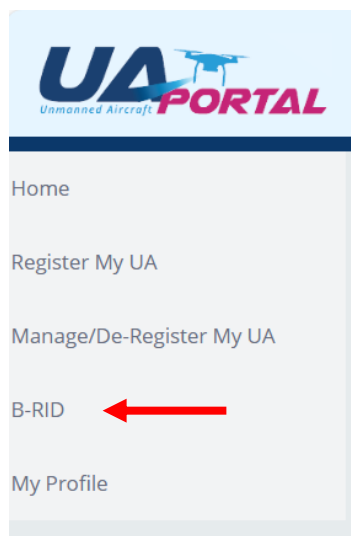 UA
Unmanned Aircraft PORTAL
Home
Register My UA
Manage/De-Register My UA
B-RID
My Profile